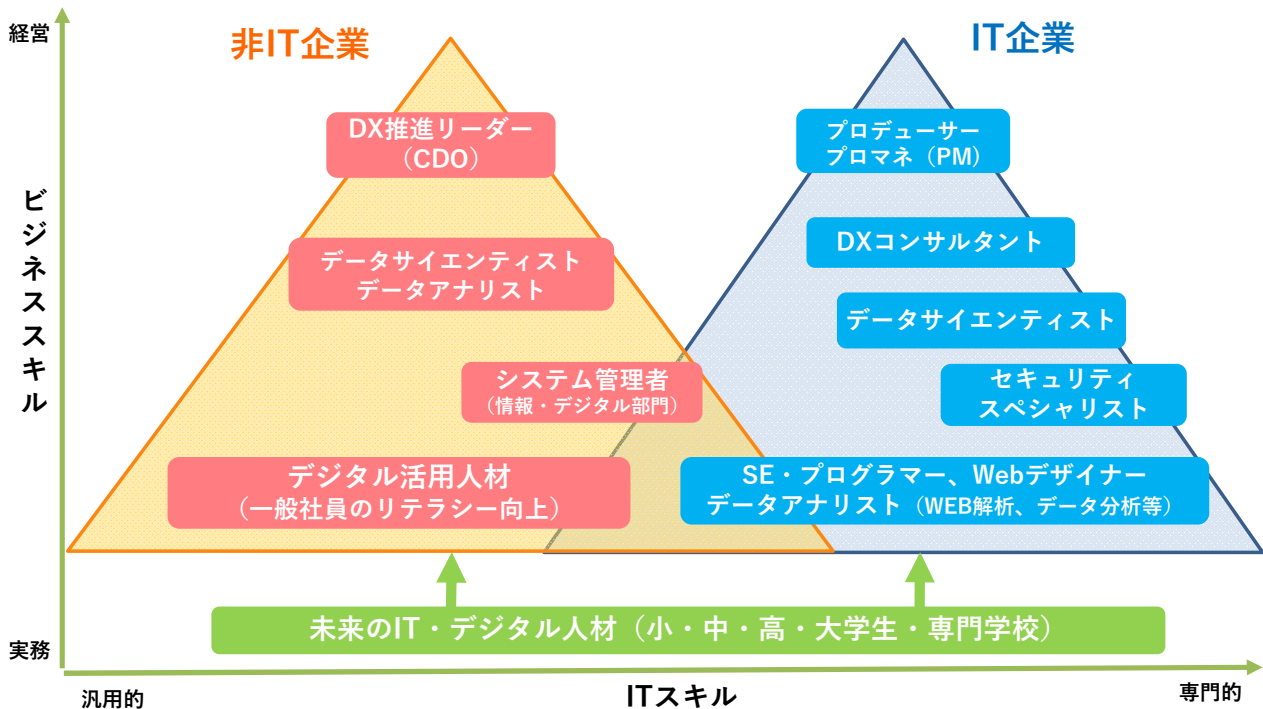 経営
非IT企業
IT企業
DX推進リーダー
（CDO）
プロデューサー
プロマネ（PM）
ビジネススキル
データサイエンティスト
データアナリスト
DXコンサルタント
データサイエンティスト
システム管理者
（情報・デジタル部門）
セキュリティ
スペシャリスト
デジタル活用人材
（一般社員のリテラシー向上）
SE・プログラマー、Webデザイナー
データアナリスト（WEB解析、データ分析等）
未来のIT・デジタル人材（小・中・高・大学生・専門学校）
実務
汎用的
ITスキル
専門的